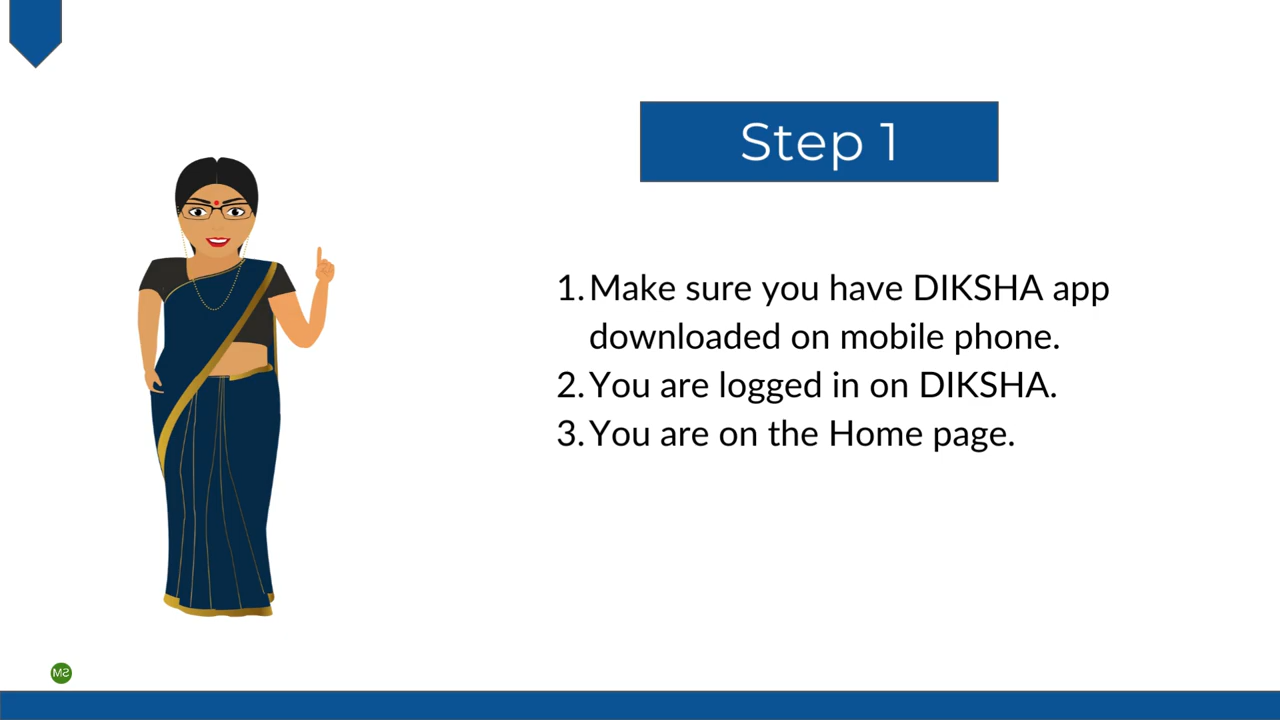 Step 1
1. Make sure you have DIKSHA app
downloaded on mobile phone.
2. You are logged in on DIKSHA.
3. You are on the Home page.
MS